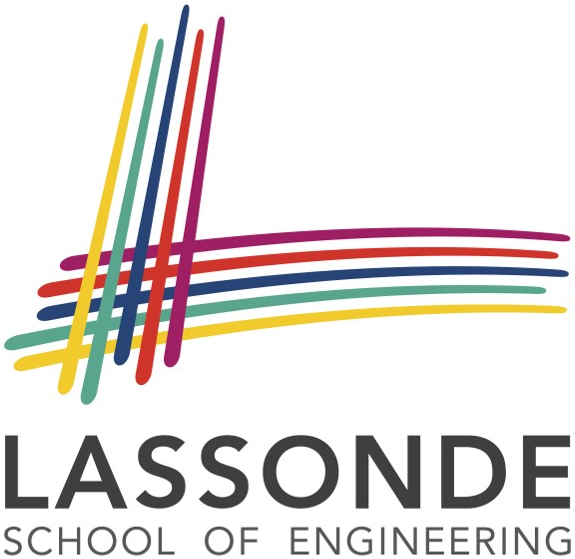 LASSONDE
SCHOOL OF ENGINEERING